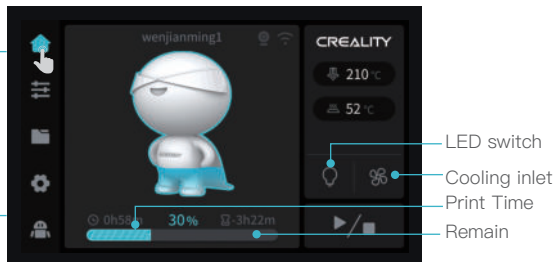 wenjianming1
CREALITY
210 °C
52 °C
LED switch
Cooling inlet
0h58m 30% -3h22m
Print Time
Remain